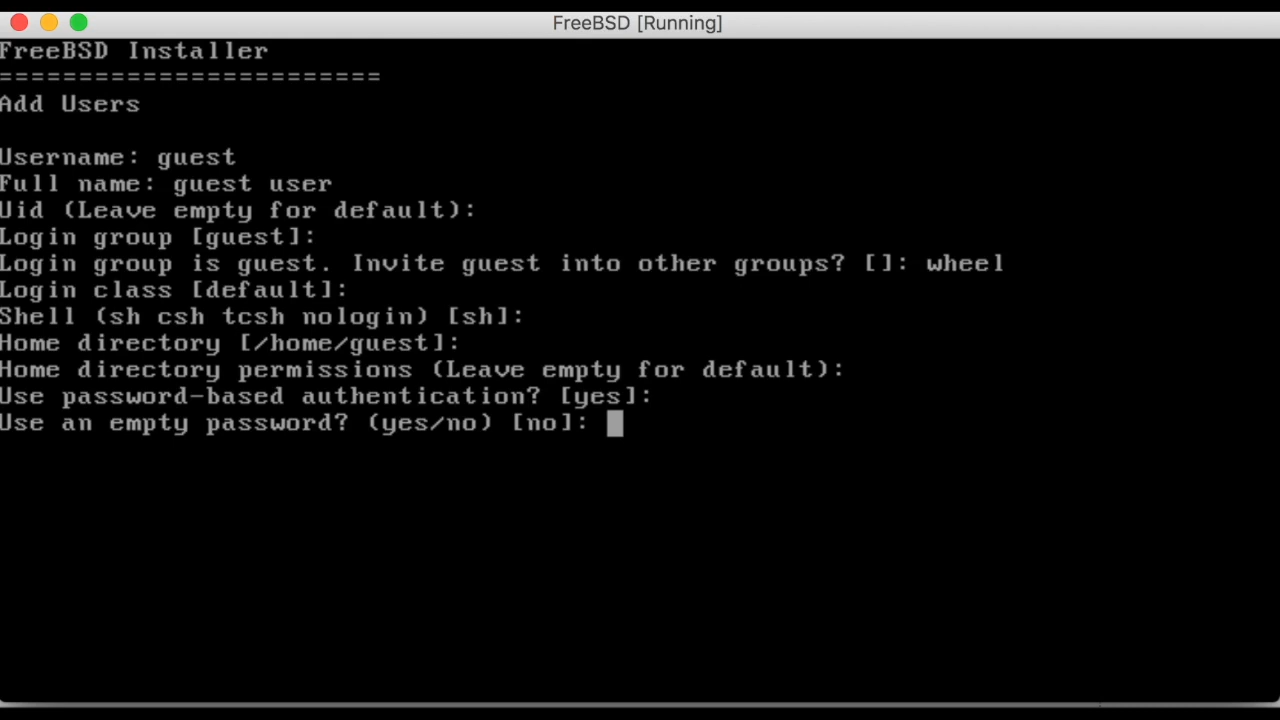 FreeBSD [Running]
FreeBSD Installer
========================
Add Users
Username: guest
Full name: guest user
Uid (Leave empty for default):
Login group [guest]:
Login group is guest. Invite guest into other groups? []: wheel
Login class [default]:
Shell (sh csh tcsh nologin) [sh]:
Home directory [/home/guest]:
Home directory permissions (Leave empty for default):
Use password-based authentication? [yes]:
Use an empty password? (yes/no) [no]: